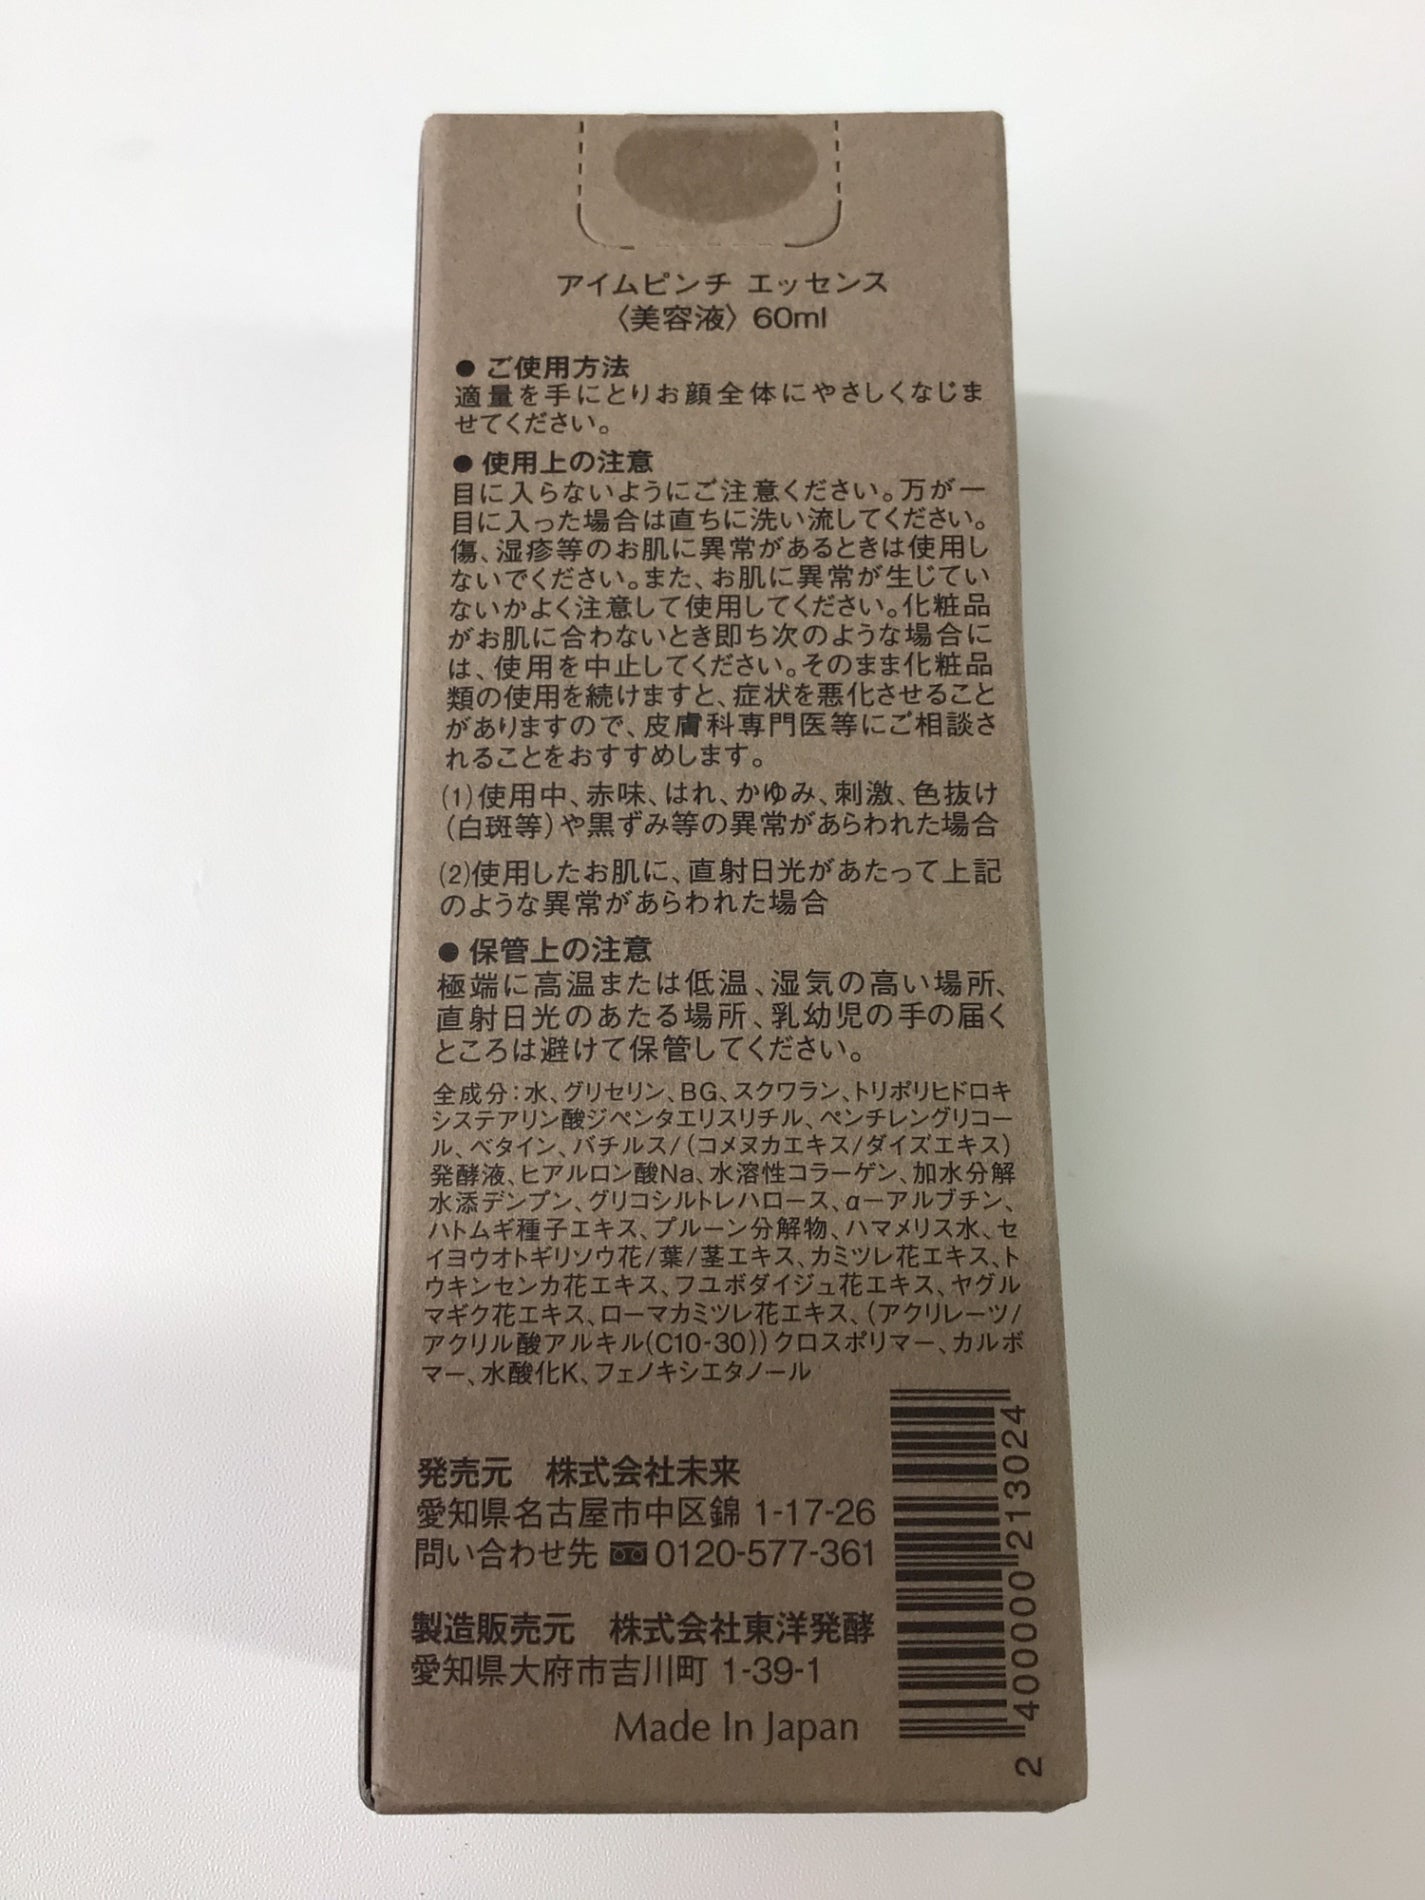 アイムピンチ エッセンス
〈美容液〉 60ml
● ご使用方法
適量を手にとりお顔全体にやさしくなじま
せてください。
● 使用上の注意
目に入らないようにご注意ください。万が一
目に入った場合は直ちに洗い流してください。
傷、湿疹等のお肌に異常があるときは使用し
ないでください。また、お肌に異常が生じてい
ないかよく注意して使用してください。化粧品
がお肌に合わないとき即ち次のような場合に
は、使用を中止してください。そのまま化粧品
類の使用を続けますと、症状を悪化させること
がありますので、皮膚科専門医等にご相談さ
れることをおすすめします。
(1)使用中、赤味、はれ、かゆみ、刺激、色抜け
（白斑等）や黒ずみ等の異常があらわれた場合
(2)使用したお肌に、直射日光があたって上記
のような異常があらわれた場合
● 保管上の注意
極端に高温または低温、湿気の高い場所、
直射日光のあたる場所、乳幼児の手の届く
ところは避けて保管してください。
全成分：水、グリセリン、BG、スクワラン、トリポリヒドロキ
システアリン酸ジペンタエリスリチル、ペンチレングリコー
ル、ベタイン、バチルス/（コメヌカエキス/ダイズエキス）
発酵液、ヒアルロン酸Na、水溶性コラーゲン、加水分解
水添デンプン、グリコシルトレハロース、α－アルブチン、
ハトムギ種子エキス、プルーン分解物、ハマメリス水、セ
イヨウオトギリソウ花/葉/茎エキス、カミツレ花エキス、ト
ウキンセンカ花エキス、フユボダイジュ花エキス、ヤグル
マギク花エキス、ローマカミツレ花エキス、（アクリレーツ/
アクリル酸アルキル(C10-30)）クロスポリマー、カルボ
マー、水酸化K、フェノキシエタノール
発売元　株式会社未来
愛知県名古屋市中区錦 1-17-26
問い合わせ先 0120-577-361
製造販売元　株式会社東洋発酵
愛知県大府市吉川町 1-39-1
Made In Japan
2 400000 213024